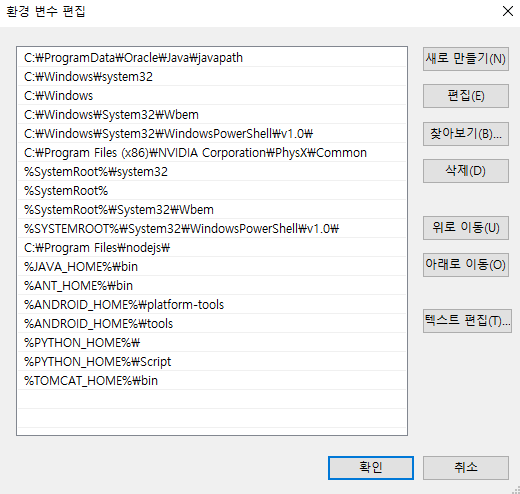 환경 변수 편집
C:₩ProgramData₩Oracle₩Java₩javapath
C:₩Windows₩system32
C:₩Windows
C:₩Windows₩System32₩Wbem
C:₩Windows₩System32₩WindowsPowerShell₩v1.0₩
C:₩Program Files (x86)₩NVIDIA Corporation₩PhysX₩Common
%SystemRoot%₩system32
%SystemRoot%
%SystemRoot%₩System32₩Wbem
%SYSTEMROOT%₩System32₩WindowsPowerShell₩v1.0₩
C:₩Program Files₩nodejs₩
%JAVA_HOME%₩bin
%ANT_HOME%₩bin
%ANDROID_HOME%₩platform-tools
%ANDROID_HOME%₩tools
%PYTHON_HOME%₩
%PYTHON_HOME%₩Script
%TOMCAT_HOME%₩bin
새로 만들기(N)
편집(E)
찾아보기(B)...
삭제(D)
위로 이동(U)
아래로 이동(O)
텍스트 편집(T)...
확인
취소